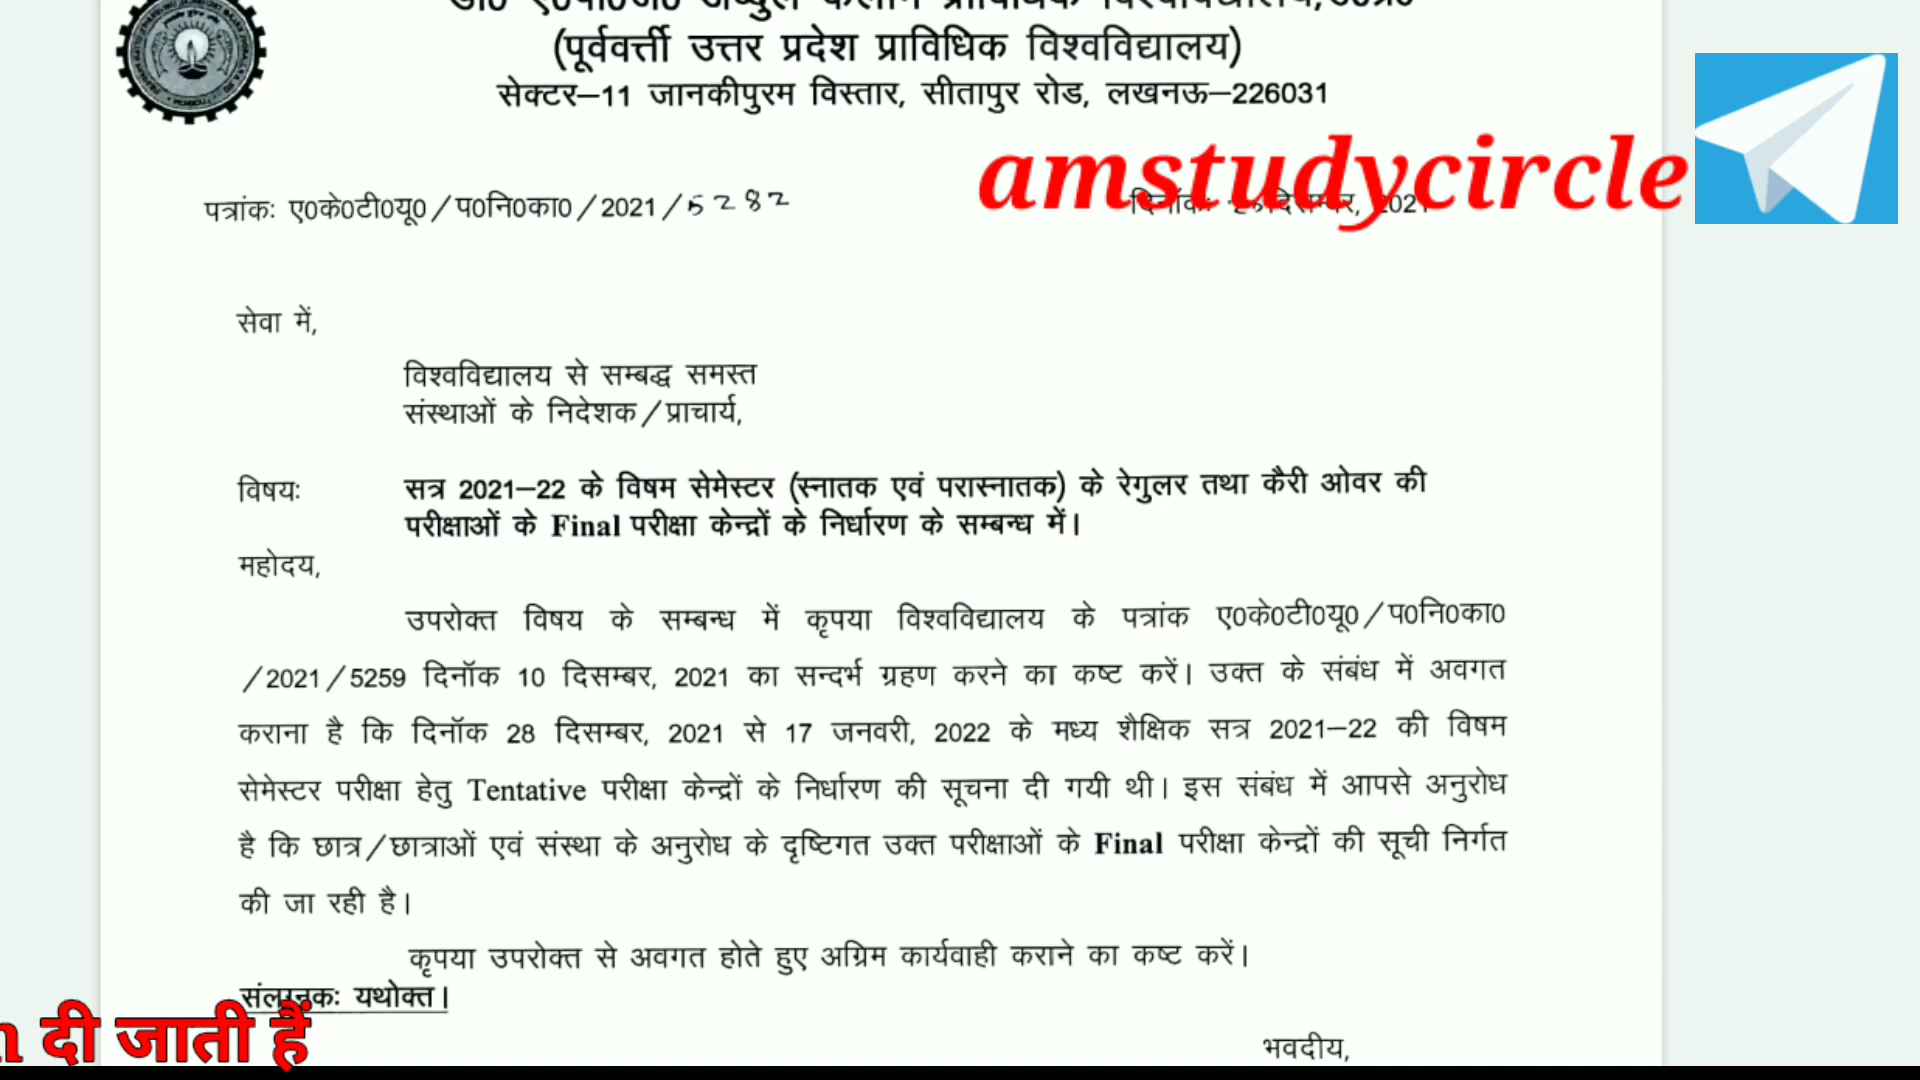 (पूर्ववर्त्ती उत्तर प्रदेश प्राविधिक विश्वविद्यालय)
सेक्टर–11 जानकीपुरम विस्तार, सीतापुर रोड, लखनऊ–226031
amstudycircle
पत्रांकः ए0के0टी0यू0/प0नि0का0/2021/5282
दिनॉकः दिसम्बर, 2021
सेवा में,
विश्वविद्यालय से सम्बद्ध समस्त
संस्थाओं के निदेशक/प्राचार्य,
विषयः सत्र 2021–22 के विषम सेमेस्टर (स्नातक एवं परास्नातक) के रेगुलर तथा कैरी ओवर की
परीक्षाओं के Final परीक्षा केन्द्रों के निर्धारण के सम्बन्ध में।
महोदय,
उपरोक्त विषय के सम्बन्ध में कृपया विश्वविद्यालय के पत्रांक ए0के0टी0यू0/प0नि0का0
/2021/5259 दिनॉक 10 दिसम्बर, 2021 का सन्दर्भ ग्रहण करने का कष्ट करें। उक्त के संबंध में अवगत
कराना है कि दिनॉक 28 दिसम्बर, 2021 से 17 जनवरी, 2022 के मध्य शैक्षिक सत्र 2021–22 की विषम
सेमेस्टर परीक्षा हेतु Tentative परीक्षा केन्द्रों के निर्धारण की सूचना दी गयी थी। इस संबंध में आपसे अनुरोध
है कि छात्र/छात्राओं एवं संस्था के अनुरोध के दृष्टिगत उक्त परीक्षाओं के Final परीक्षा केन्द्रों की सूची निर्गत
की जा रही है।
कृपया उपरोक्त से अवगत होते हुए अग्रिम कार्यवाही कराने का कष्ट करें।
संलग्नकः यथोक्त।
दी जाती हैं
भवदीय,